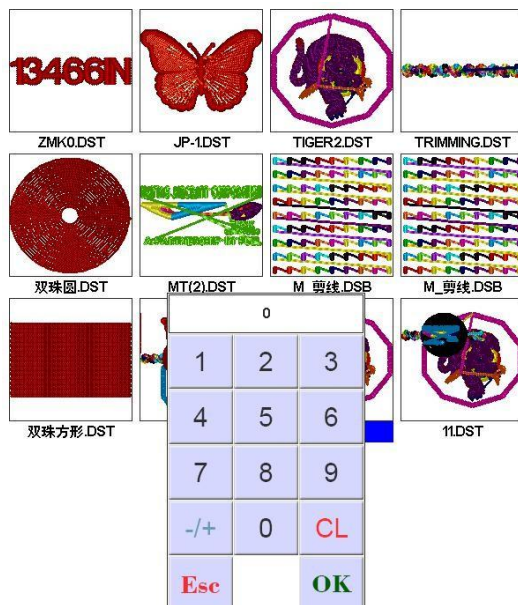 13466IN
ZMK0.DST
JP-1.DST
TIGER2.DST
TRIMMING.DST
双珠圆.DST
MT(2).DST
M_剪线.DSB
M_剪线.DSB
0
1 2 3
4 5 6
7 8 9
-/+ 0 CL
Esc OK
双珠方形.DST
11.DST